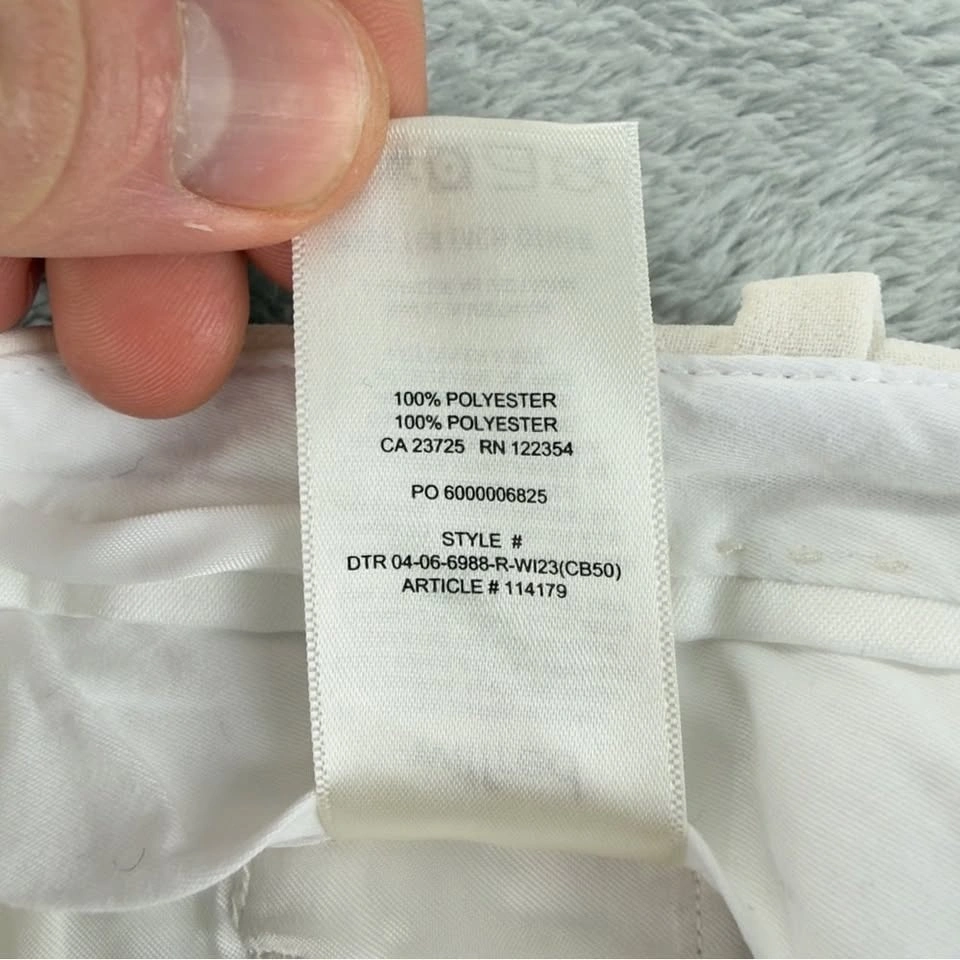 100% POLYESTER
100% POLYESTER
CA 23725 RN 122354
PO 6000006825
STYLE #
DTR 04-06-6988-R-WI23(CB50)
ARTICLE # 114179